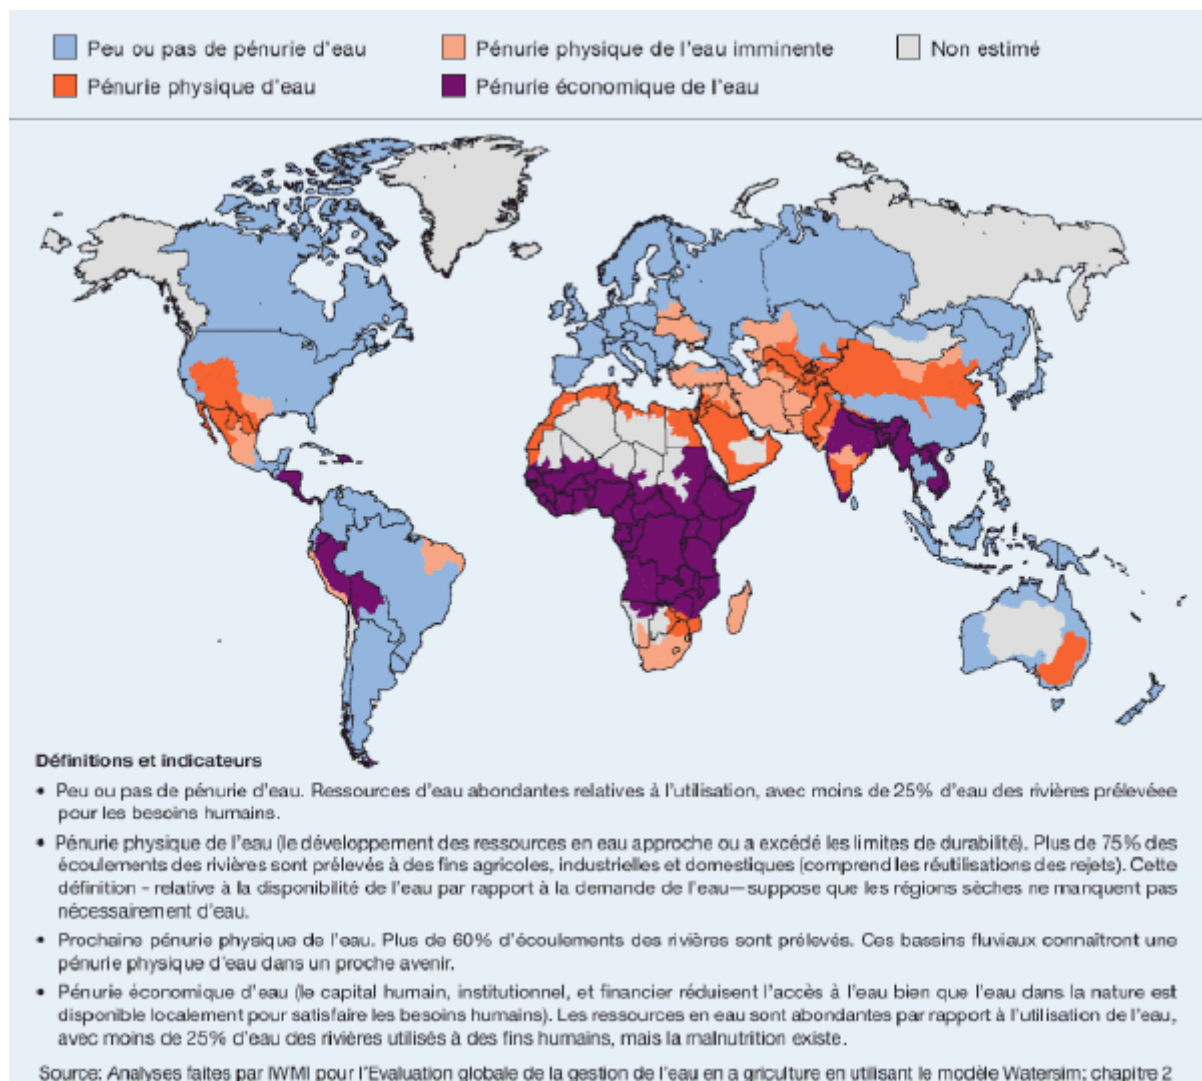 Peu ou pas de pénurie d'eau
Pénurie physique de l'eau imminente
Non estimé
Pénurie physique d'eau
Pénurie économique de l'eau
Définitions et indicateurs
• Peu ou pas de pénurie d'eau. Ressources d'eau abondantes relatives à l'utilisation, avec moins de 25% d'eau des rivières prélevéee
pour les besoins humains.
• Pénurie physique de l'eau (le développement des ressources en eau approche ou a excédé les limites de durabilité). Plus de 75% des
écoulements des rivières sont prélevés à des fins agricoles, industrielles et domestiques (comprend les réutilisations des rejets). Cette
définition - relative à la disponibilité de l'eau par rapport à la demande de l'eau—suppose que les régions sèches ne manquent pas
nécessairement d'eau.
• Prochaine pénurie physique de l'eau. Plus de 60% d'écoulements des rivières sont prélevés. Ces bassins fluviaux connaîtront une
pénurie physique d'eau dans un proche avenir.
• Pénurie économique d'eau (le capital humain, institutionnel, et financier réduisent l'accès à l'eau bien que l'eau dans la nature est
disponible localement pour satisfaire les besoins humains). Les ressources en eau sont abondantes par rapport à l'utilisation de l'eau,
avec moins de 25% d'eau des rivières utilisés à des fins humains, mais la malnutrition existe.
Source: Analyses faites par IWMI pour l'Evaluation globale de la gestion de l'eau en a griculture en utilisant le modèle Watersim; chapitre 2